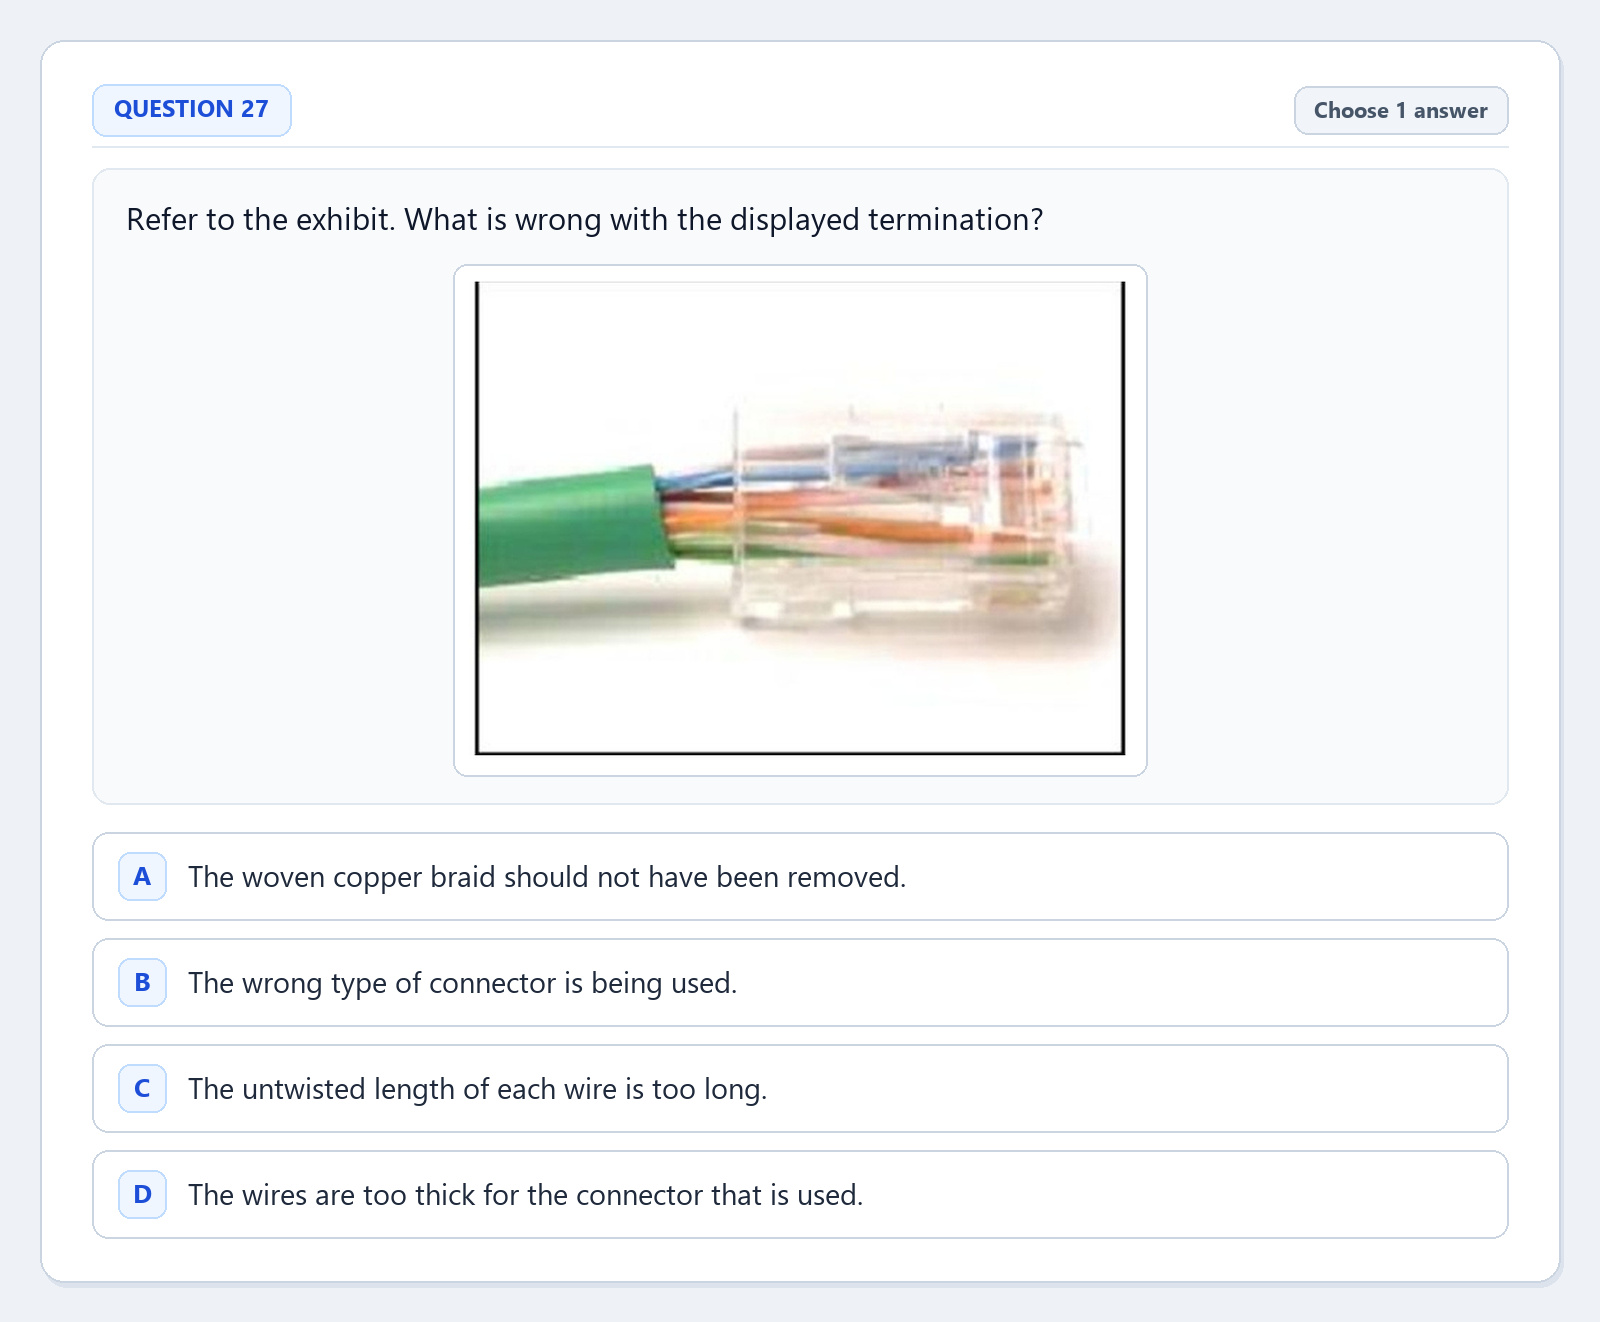 QUESTION 27
Choose 1 answer
Refer to the exhibit. What is wrong with the displayed termination?
A
The woven copper braid should not have been removed.
B
The wrong type of connector is being used.
C
The untwisted length of each wire is too long.
D
The wires are too thick for the connector that is used.